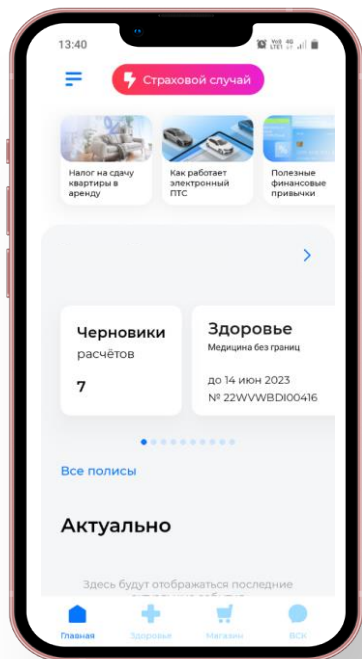 13:40
Страховой случай
Налог на сдачу
квартиры в
аренду
Как работает
электронный
ПТС
Полезные
финансовые
привычки
Черновики
расчётов
7
Здоровье
Медицина без границ
до 14 июн 2023
№ 22WVWBDI00416
Все полисы
Актуально
Здесь будут отображаться последние
Главная
Здоровье
Магазин
ВСК